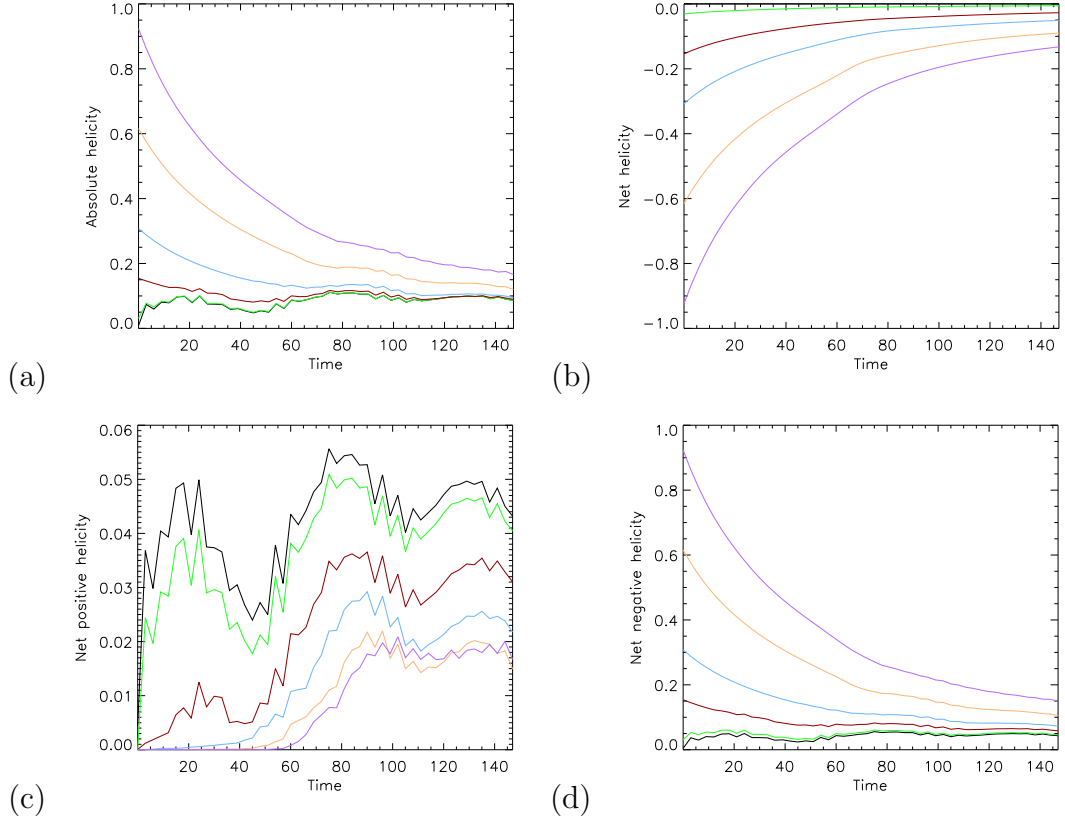 1.0
0.8
0.6
0.4
0.2
0.0
Absolute helicity
20 40 60 80 100 120 140
Time
(a)
0.0
−0.2
−0.4
−0.6
−0.8
−1.0
Net helicity
20 40 60 80 100 120 140
Time
(b)
0.06
0.05
0.04
0.03
0.02
0.01
0.00
Net positive helicity
20 40 60 80 100 120 140
Time
(c)
1.0
0.8
0.6
0.4
0.2
0.0
Net negative helicity
20 40 60 80 100 120 140
Time
(d)